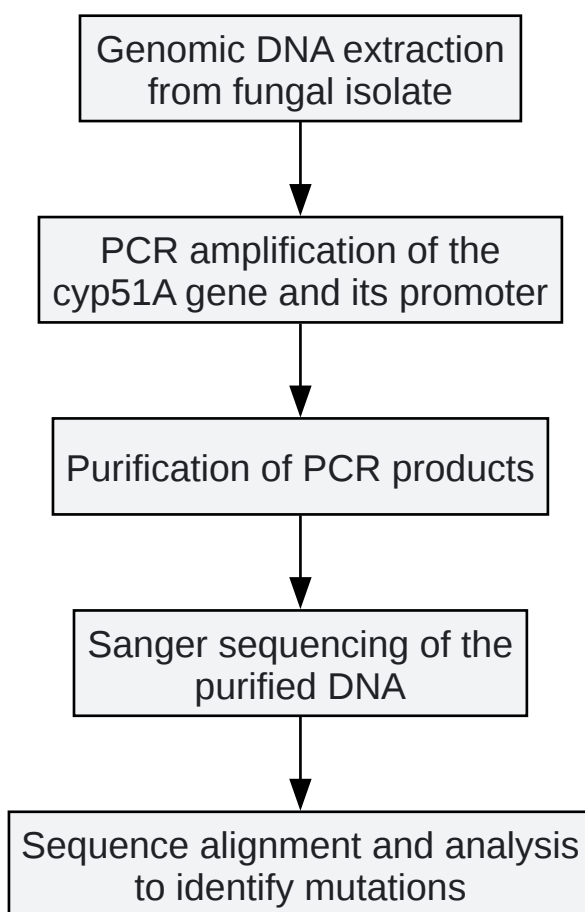 Genomic DNA extraction
from fungal isolate
PCR amplification of the
cyp51A gene and its promoter
Purification of PCR products
Sanger sequencing of the
purified DNA
Sequence alignment and analysis
to identify mutations